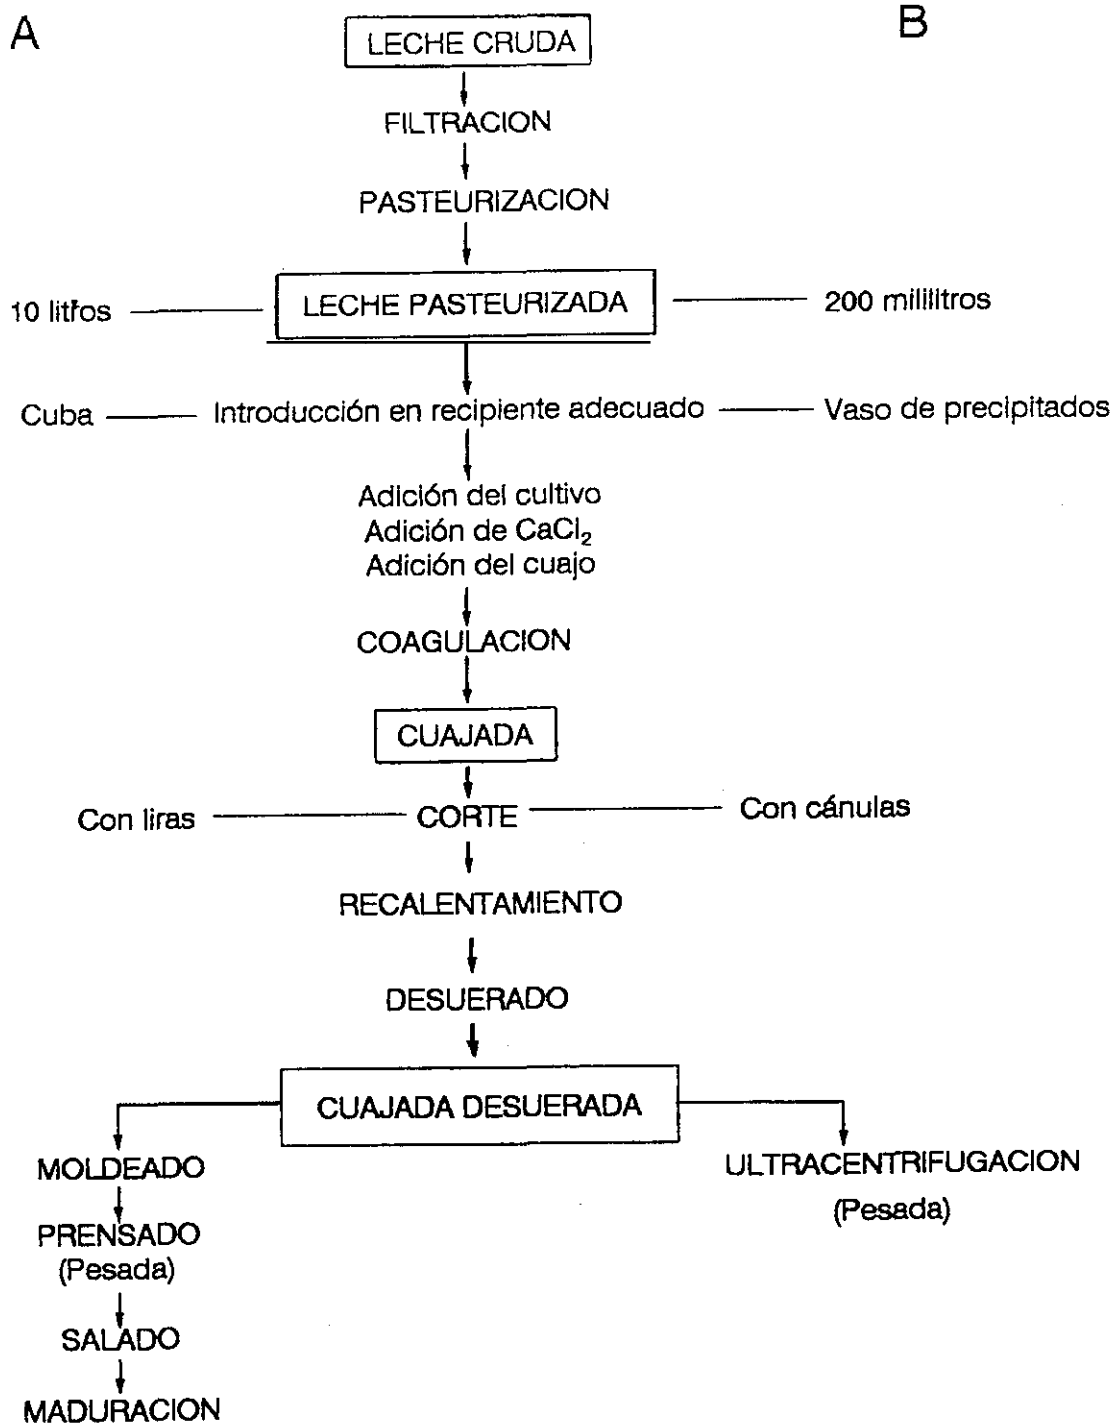 A
B
LECHE CRUDA
FILTRACION
PASTEURIZACION
10 litros
LECHE PASTEURIZADA
200 mililitros
Cuba
Introducción en recipiente adecuado
Vaso de precipitados
Adición del cultivo
Adición de CaCl₂
Adición del cuajo
COAGULACION
CUAJADA
Con liras
CORTE
Con cánulas
RECALENTAMIENTO
DESUERADO
CUAJADA DESUERADA
MOLDEADO
ULTRACENTRIFUGACION
(Pesada)
PRENSADO
(Pesada)
SALADO
MADURACION